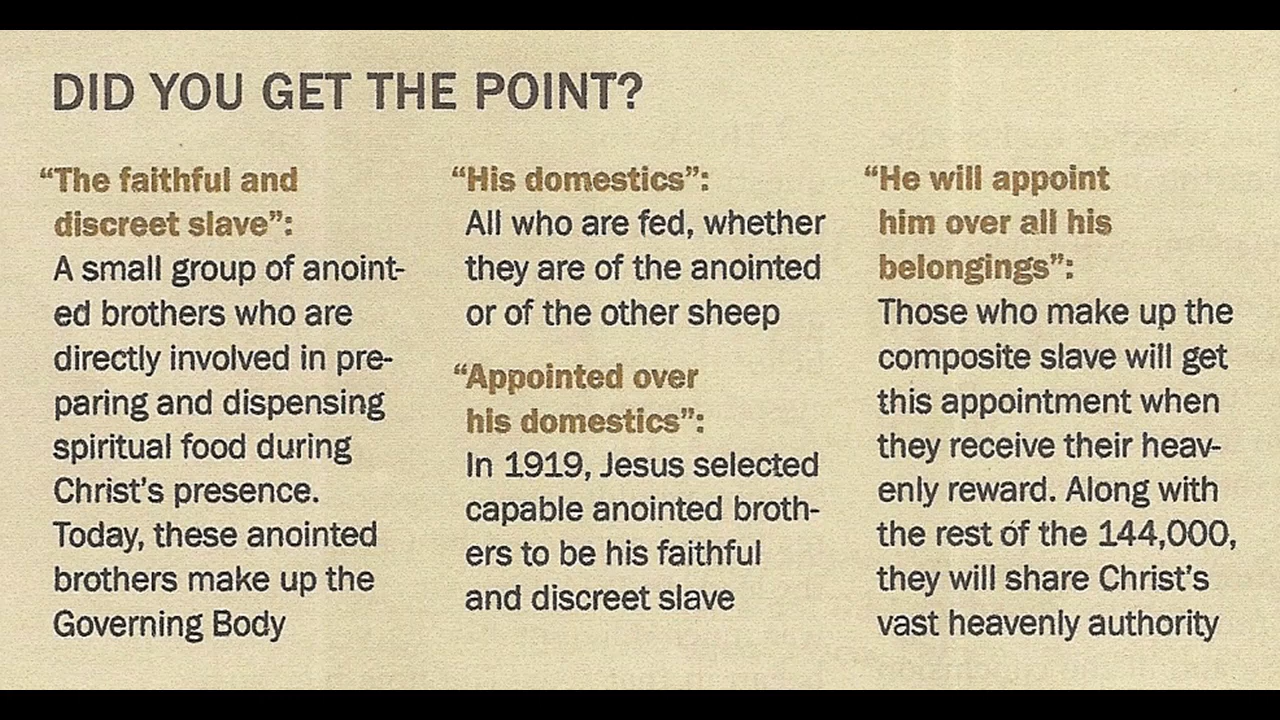 DID YOU GET THE POINT?
“The faithful and
discreet slave”:
A small group of anoint-
ed brothers who are
directly involved in pre-
paring and dispensing
spiritual food during
Christ’s presence.
Today, these anointed
brothers make up the
Governing Body
“His domestics”:
All who are fed, whether
they are of the anointed
or of the other sheep
“Appointed over
his domestics”:
In 1919, Jesus selected
capable anointed broth-
ers to be his faithful
and discreet slave
“He will appoint
him over all his
belongings”:
Those who make up the
composite slave will get
this appointment when
they receive their heav-
enly reward. Along with
the rest of the 144,000,
they will share Christ’s
vast heavenly authority